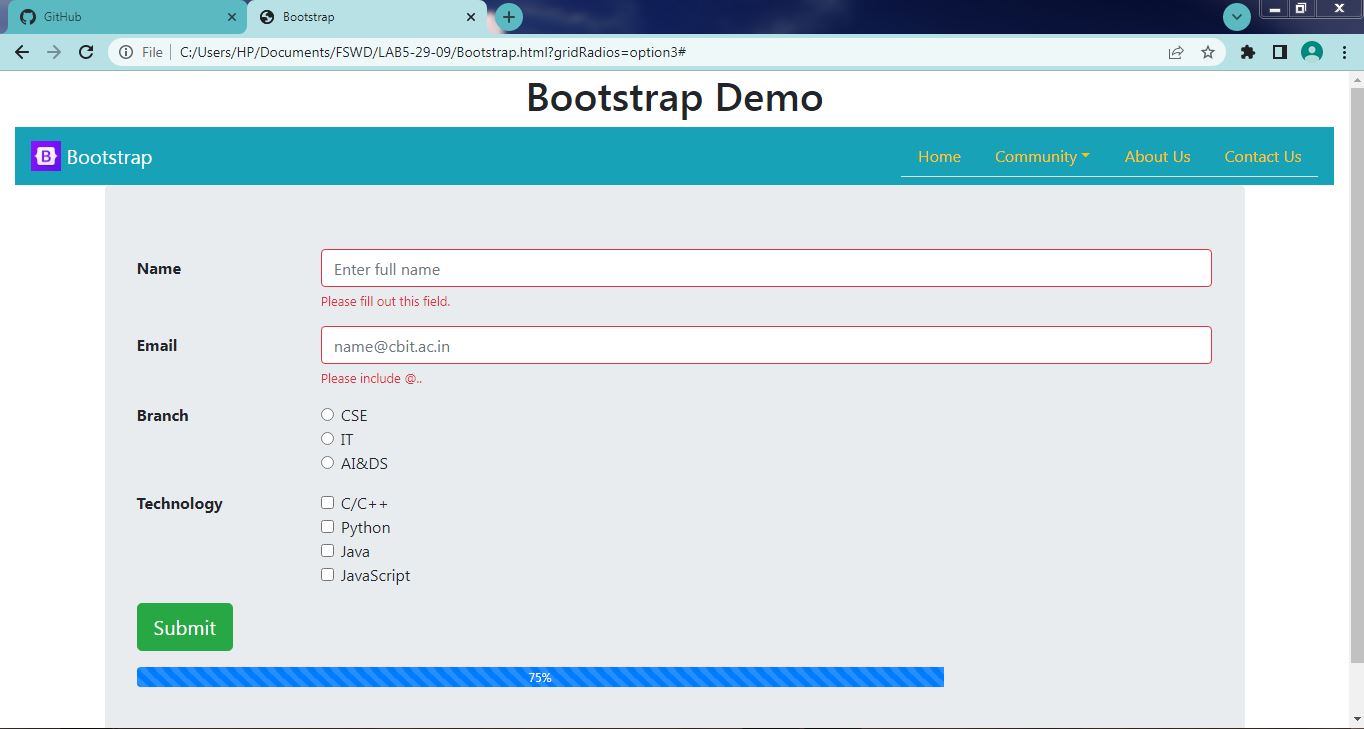 GitHub
Bootstrap
File
C:/Users/HP/Documents/FSWD/LAB5-29-09/Bootstrap.html?gridRadios=option3#
Bootstrap Demo
B Bootstrap Home Community About Us Contact Us
Name Enter full name
Please fill out this field.
Email name@cbit.ac.in
Please include @..
Branch CSE
IT
AI&DS
Technology C/C++
Python
Java
JavaScript
Submit
75%